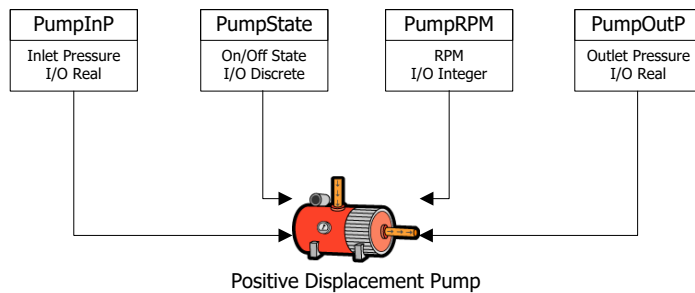 PumpInP
Inlet Pressure
I/O Real
PumpState
On/Off State
I/O Discrete
PumpRPM
RPM
I/O Integer
PumpOutP
Outlet Pressure
I/O Real
Positive Displacement Pump